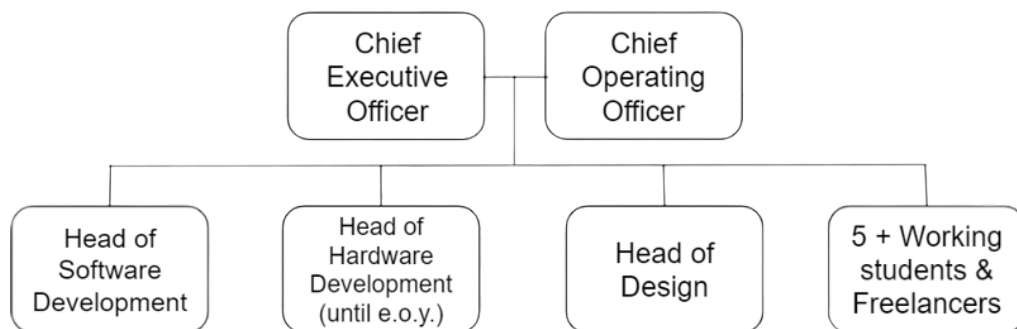 Chief
Executive
Officer
Chief
Operating
Officer
Head of
Software
Development
Head of
Hardware
Development
(until e.o.y.)
Head of
Design
5 + Working
students &
Freelancers